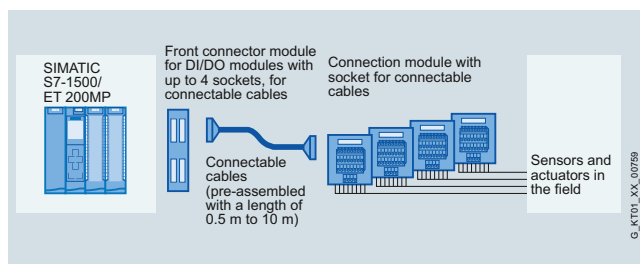 SIMATIC
S7-1500/
ET 200MP
Front connector module
for DI/DO modules with
up to 4 sockets, for
connectable cables
Connectable
cables
(pre-assembled
with a length of
0.5 m to 10 m)
Connection module with
socket for connectable
cables
Sensors and
actuators in
the field
G_KT01_XX_00759